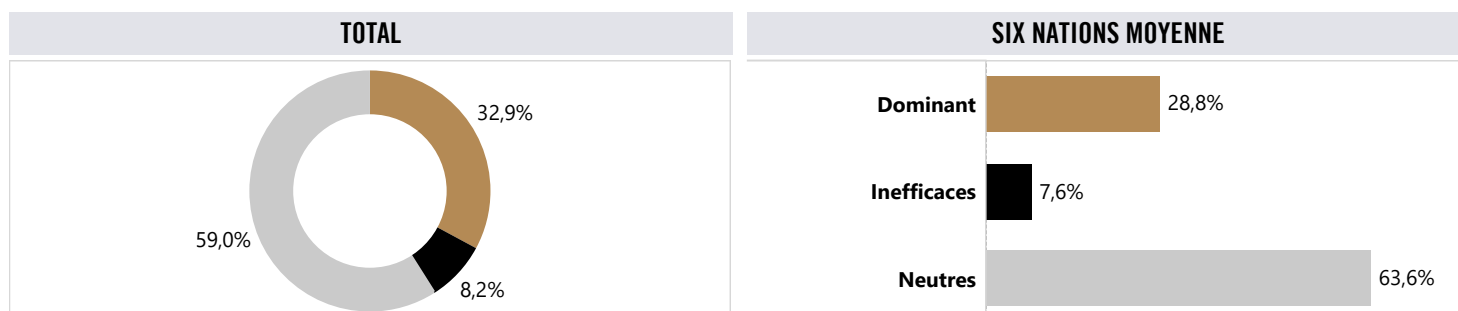 TOTAL
32,9%
59,0%
8,2%
SIX NATIONS MOYENNE
Dominant 28,8%
Inefficaces 7,6%
Neutres 63,6%